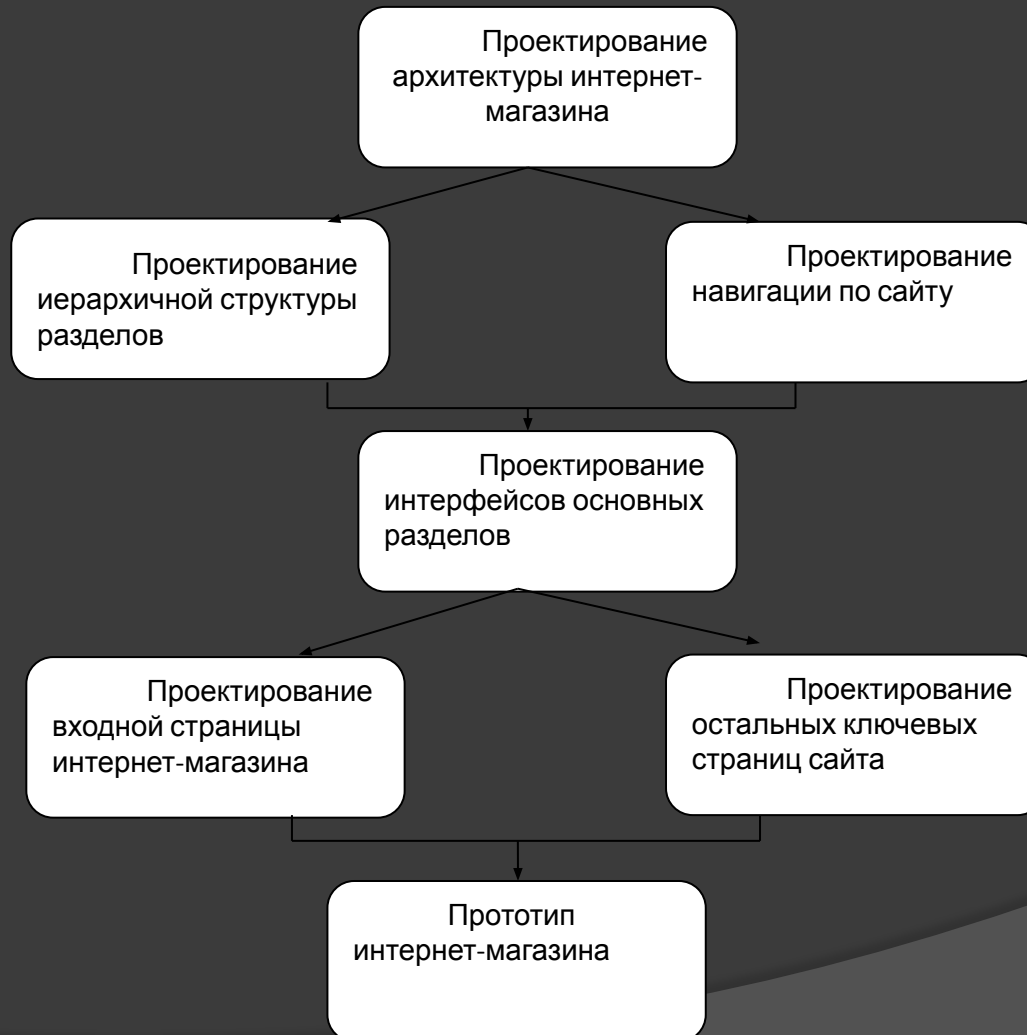 Проектирование
архитектуры интернет-
магазина
Проектирование
иерархичной структуры
разделов
Проектирование
навигации по сайту
Проектирование
интерфейсов основных
разделов
Проектирование
входной страницы
интернет-магазина
Проектирование
остальных ключевых
страниц сайта
Прототип
интернет-магазина